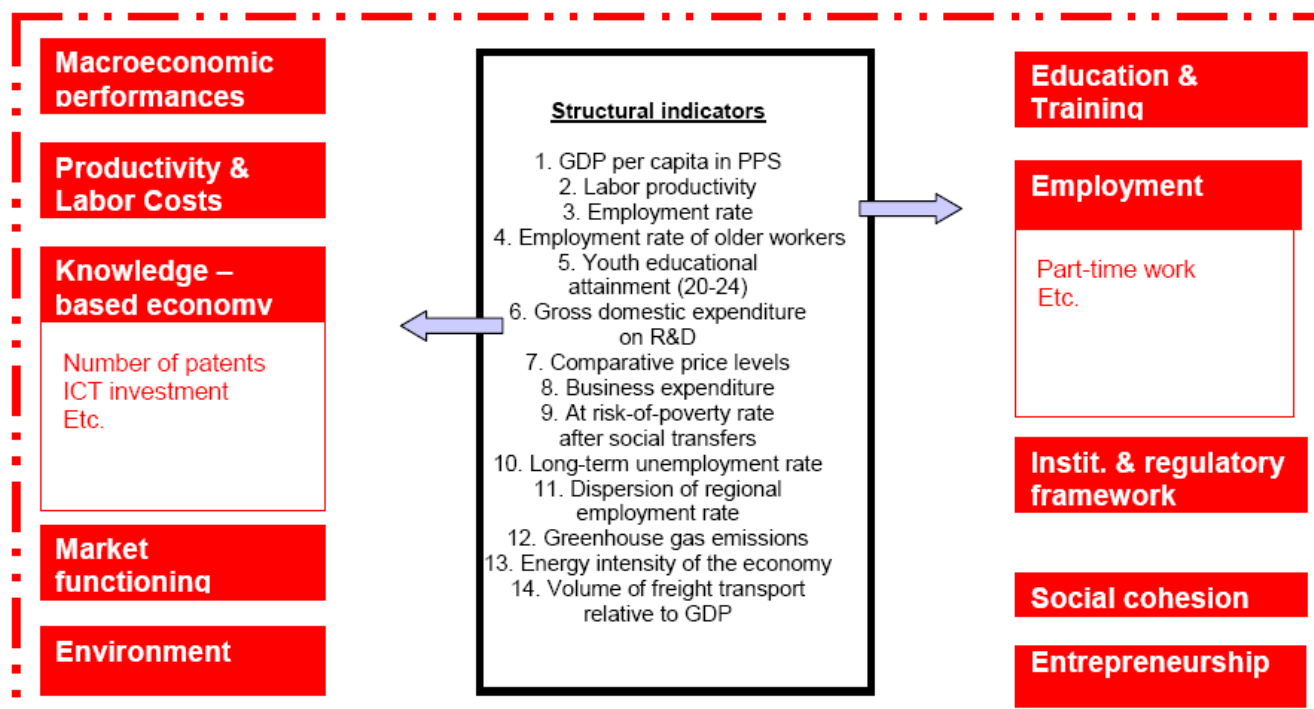 Macroeconomic
performances
Productivity &
Labor Costs
Knowledge –
based economy
Number of patents
ICT investment
Etc.
Market
functioning
Environment
Structural indicators
1. GDP per capita in PPS
2. Labor productivity
3. Employment rate
4. Employment rate of older workers
5. Youth educational
attainment (20-24)
6. Gross domestic expenditure
on R&D
7. Comparative price levels
8. Business expenditure
9. At risk-of-poverty rate
after social transfers
10. Long-term unemployment rate
11. Dispersion of regional
employment rate
12. Greenhouse gas emissions
13. Energy intensity of the economy
14. Volume of freight transport
relative to GDP
Education &
Training
Employment
Part-time work
Etc.
Instit. & regulatory
framework
Social cohesion
Entrepreneurship